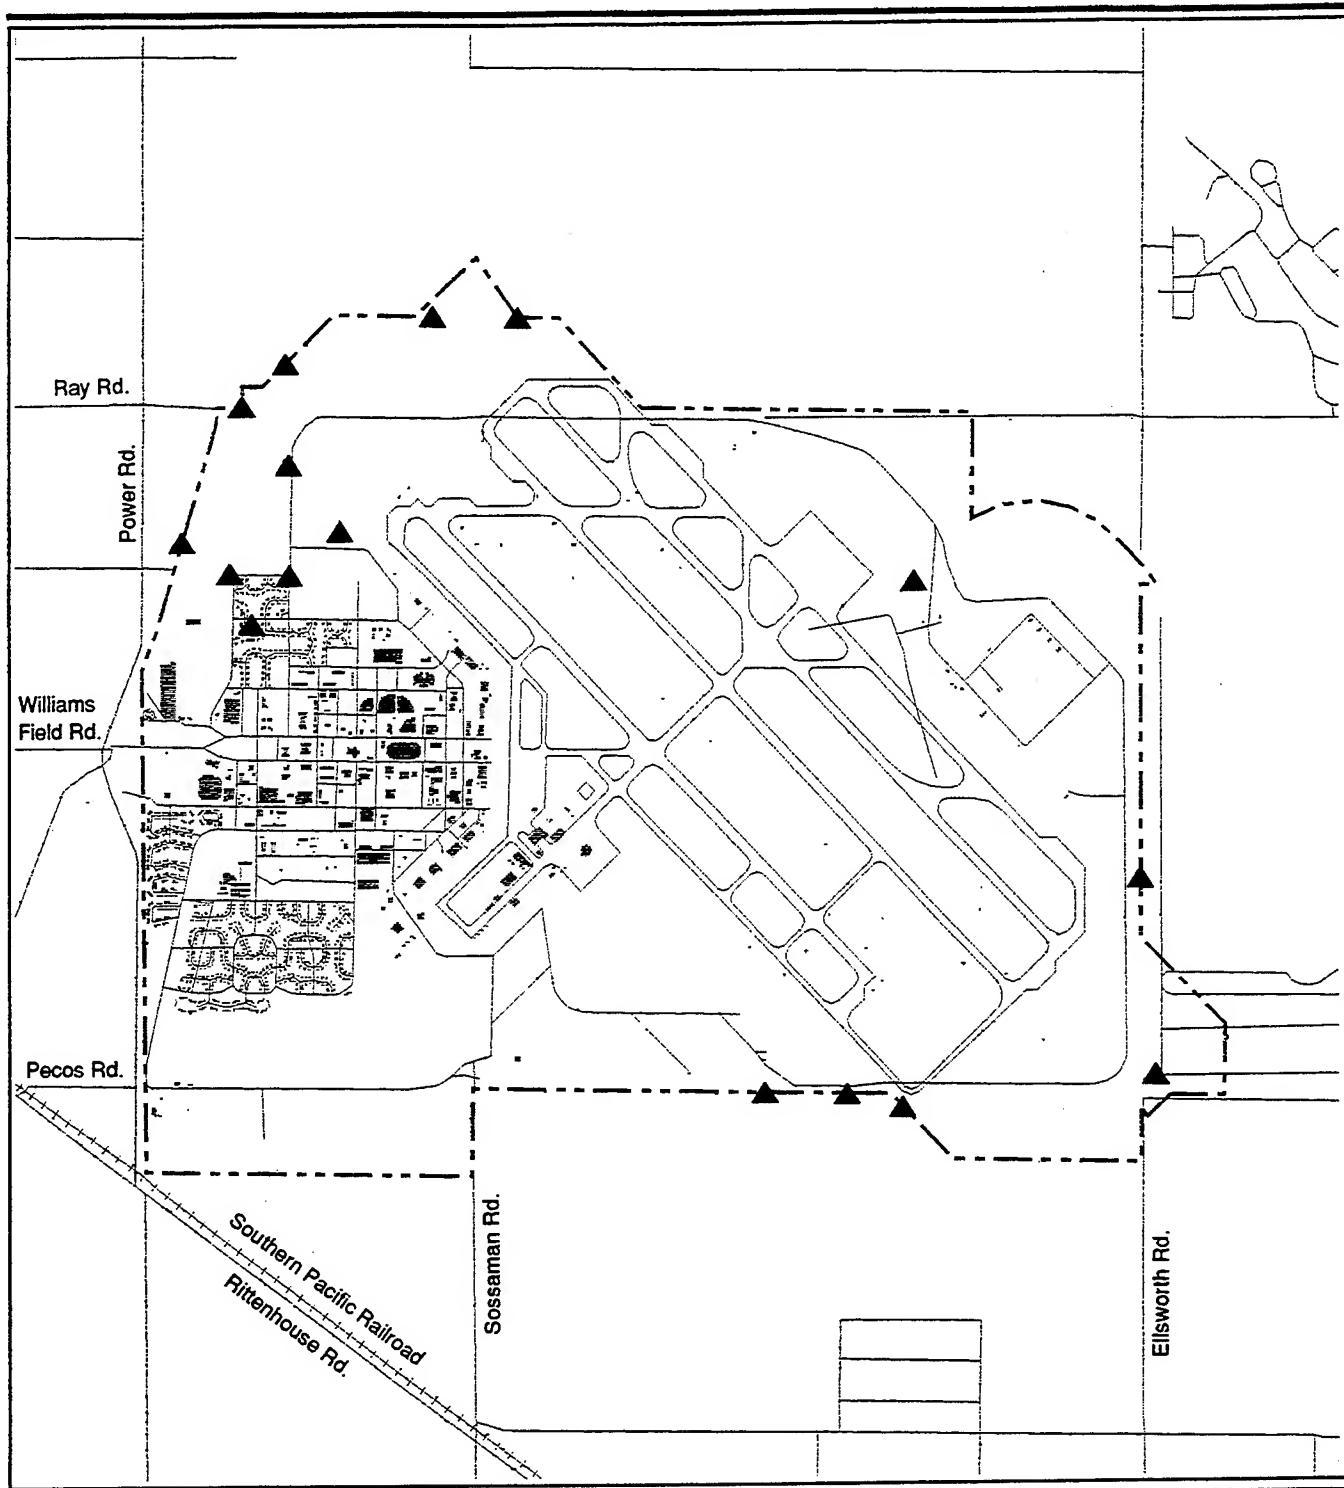 Ray Rd.
Power Rd.
Williams
Field Rd.
Pecos Rd.
Southern Pacific Railroad
Rittenhouse Rd.
Sossaman Rd.
Ellsworth Rd.